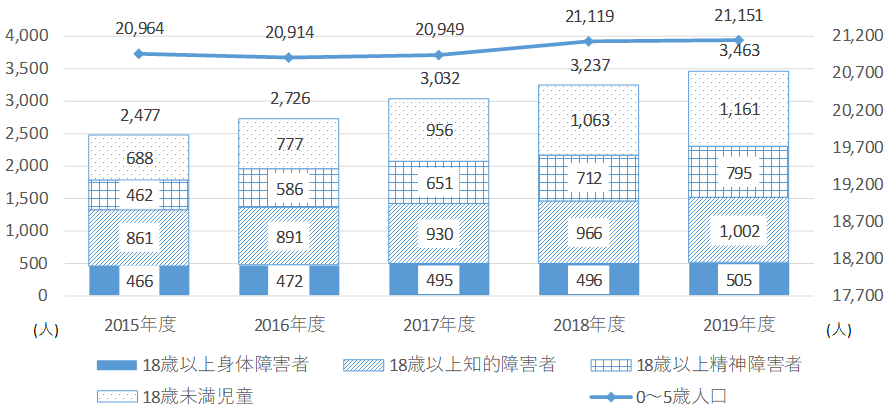 20,964 20,914 20,949 21,119 21,151
4,000 21,200
3,463
3,500 3,237 20,700
3,032
3,000 2,726 20,200
2,477 1,161
2,500 1,063 19,700
956
2,000 777 19,200
688 795
1,500 462 586 651 712 18,700
1,000 861 891 930 966 1,002 18,200
500
466 472 495 496 505
0 17,700
(人) 2015年度 2016年度 2017年度 2018年度 2019年度 (人)
18歳以上身体障害者 18歳以上知的障害者 18歳以上精神障害者
18歳未満児童 0～5歳人口